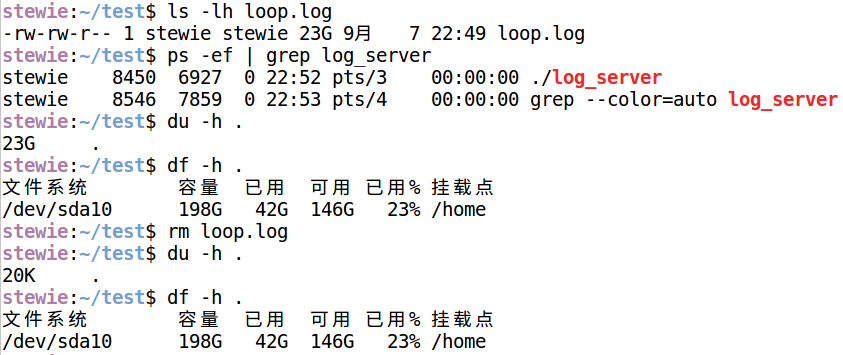 stewie:~/test$ ls -lh loop.log
-rw-rw-r-- 1 stewie stewie 23G 9月   7 22:49 loop.log
stewie:~/test$ ps -ef | grep log_server
stewie    8450  6927  0 22:52 pts/3    00:00:00 ./log_server
stewie    8546  7859  0 22:53 pts/4    00:00:00 grep --color=auto log_server
stewie:~/test$ du -h .
23G     .
stewie:~/test$ df -h .
文件系统        容量  已用  可用 已用% 挂载点
/dev/sda10      198G   42G  146G   23% /home
stewie:~/test$ rm loop.log
stewie:~/test$ du -h .
20K     .
stewie:~/test$ df -h .
文件系统        容量  已用  可用 已用% 挂载点
/dev/sda10      198G   42G  146G   23% /home